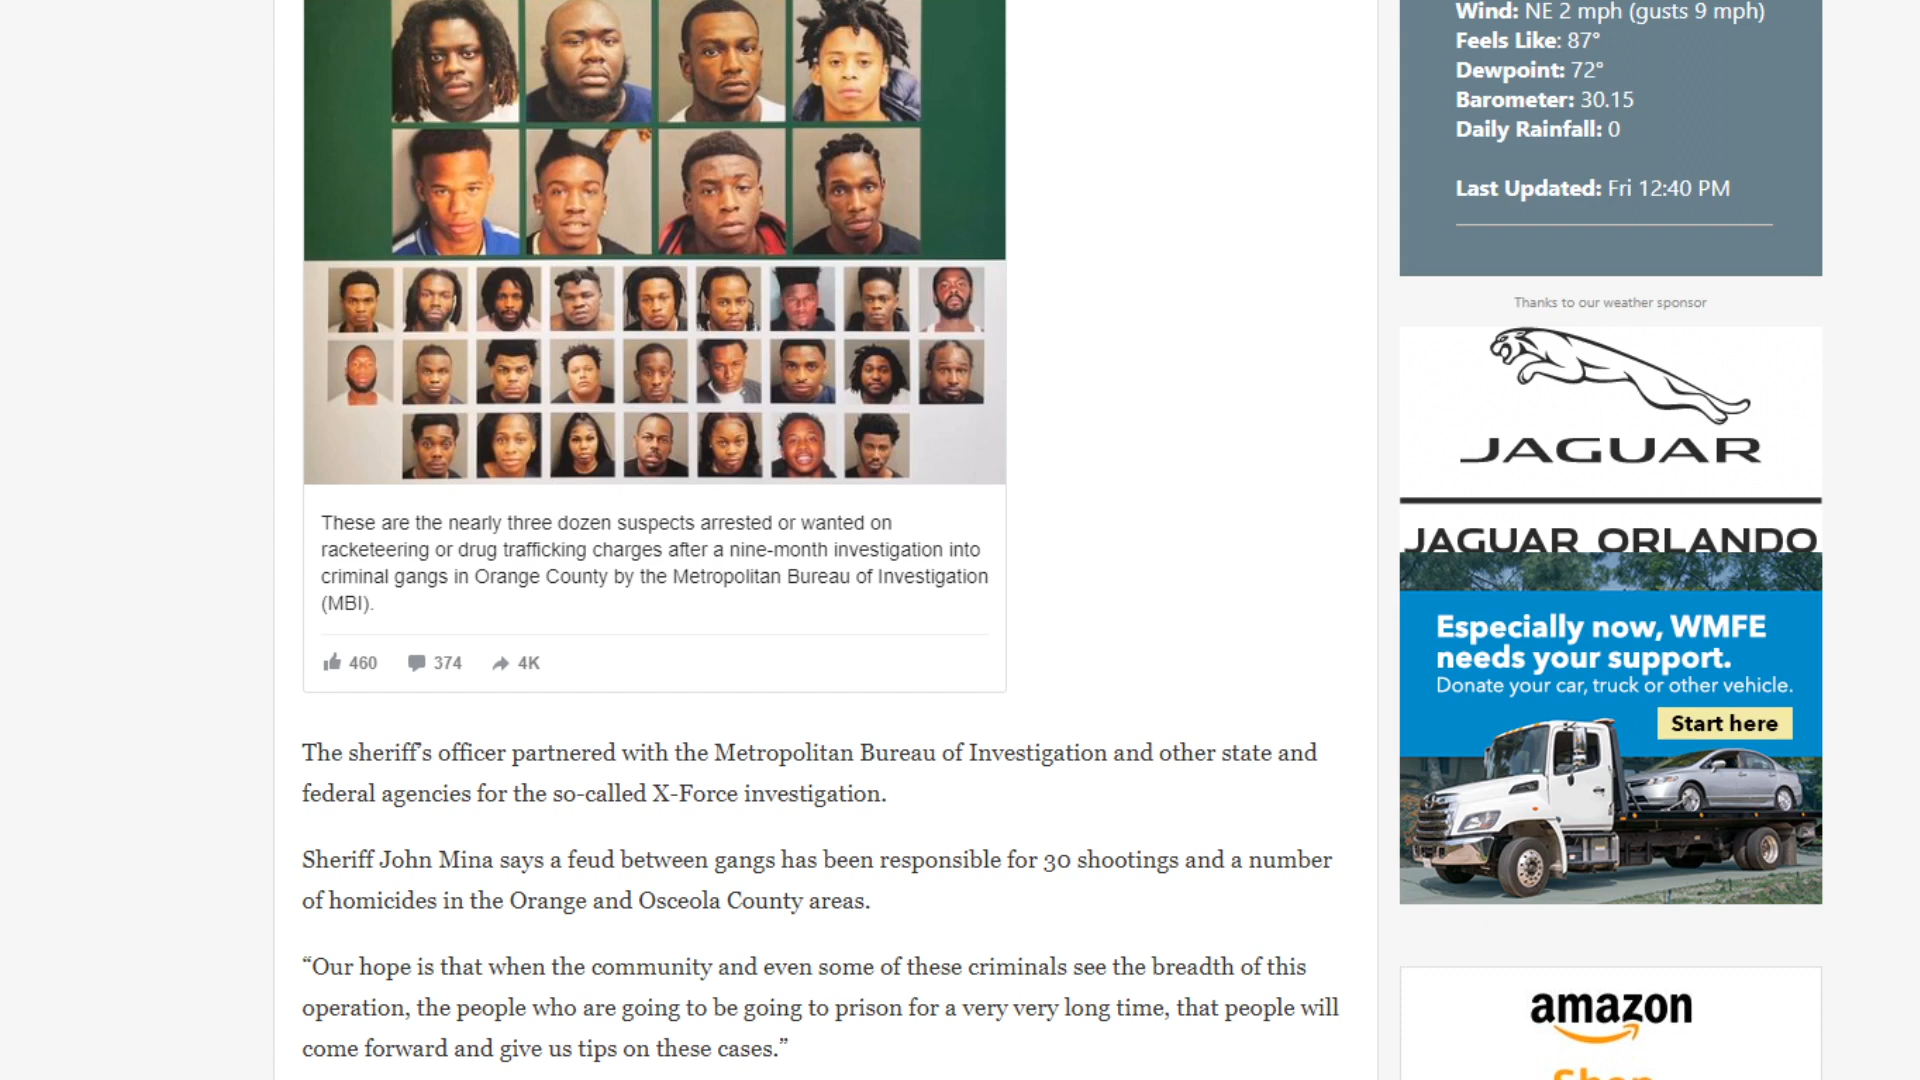 These are the nearly three dozen suspects arrested or wanted on
racketeering or drug trafficking charges after a nine-month investigation into
criminal gangs in Orange County by the Metropolitan Bureau of Investigation
(MBI).
460 374 4K
The sheriff’s officer partnered with the Metropolitan Bureau of Investigation and other state and
federal agencies for the so-called X-Force investigation.
Sheriff John Mina says a feud between gangs has been responsible for 30 shootings and a number
of homicides in the Orange and Osceola County areas.
“Our hope is that when the community and even some of these criminals see the breadth of this
operation, the people who are going to be going to prison for a very very long time, that people will
come forward and give us tips on these cases.”
Wind: NE 2 mph (gusts 9 mph)
Feels Like: 87°
Dewpoint: 72°
Barometer: 30.15
Daily Rainfall: 0
Last Updated: Fri 12:40 PM
Thanks to our weather sponsor
JAGUAR
JAGUAR ORLANDO
Especially now, WMFE
needs your support.
Donate your car, truck or other vehicle.
Start here
amazon
Shop